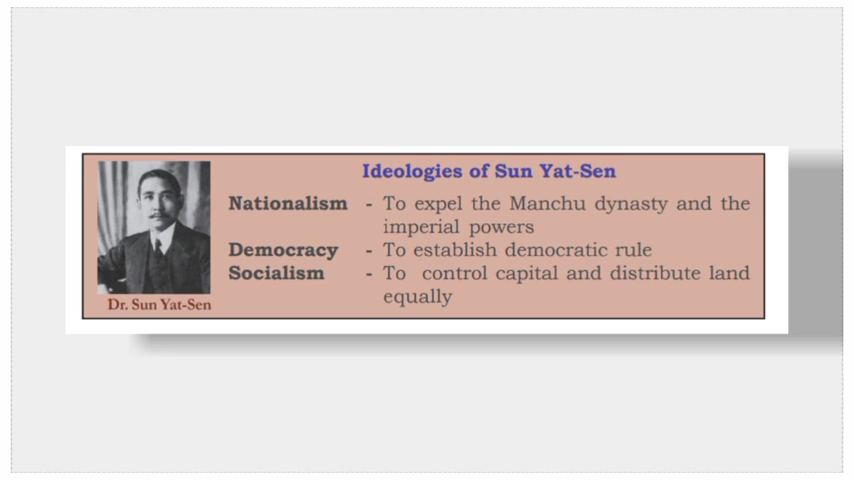 Ideologies of Sun Yat-Sen
Nationalism - To expel the Manchu dynasty and the
imperial powers
Democracy - To establish democratic rule
Socialism - To control capital and distribute land
equally
Dr. Sun Yat-Sen